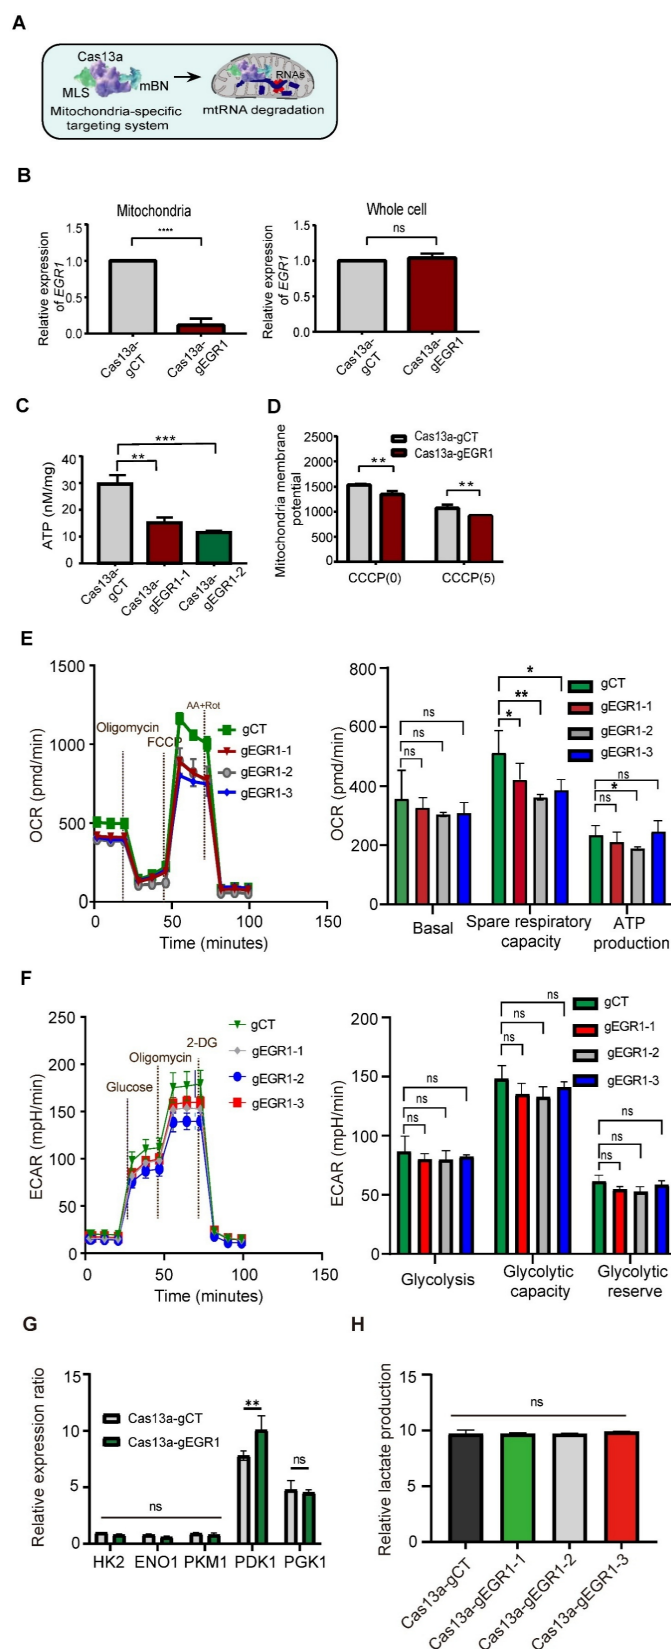 A
Cas13a
MLS
mBN
RNAs
Mitochondria-specific
targeting system
mtRNA degradation
B
Mitochondria
Relative expression
of EGR1
1.5
1.0
0.5
0.0
****
Cas13a-
gCT
Cas13a-
gEGR1
Whole cell
Relative expression
of EGR1
1.5
1.0
0.5
0.0
ns
Cas13a-
gCT
Cas13a-
gEGR1
C
ATP (nM/mg)
40
30
20
10
0
***
**
Cas13a-
gCT
Cas13a-
gEGR1-1
Cas13a-
gEGR1-2
D
Cas13a-gCT
Cas13a-gEGR1
Mitochondria membrane
potential
2500
2000
1500
1000
500
0
**
**
CCCP(0)
CCCP(5)
E
OCR (pmd/min)
1500
1000
500
0
Oligomycin
FCCP
AA+Rot
gCT
gEGR1-1
gEGR1-2
gEGR1-3
0
50
100
150
Time (minutes)
OCR (pmd/min)
800
600
400
200
0
ns
ns
ns
*
**
*
ns
*
ns
gCT
gEGR1-1
gEGR1-2
gEGR1-3
Basal
Spare respiratory
capacity
ATP
production
F
ECAR (mpH/min)
250
200
150
100
50
0
Glucose
Oligomycin
2-DG
gCT
gEGR1-1
gEGR1-2
gEGR1-3
0
50
100
150
Time (minutes)
ECAR (mpH/min)
200
150
100
50
0
ns
ns
ns
ns
ns
ns
ns
ns
ns
gCT
gEGR1-1
gEGR1-2
gEGR1-3
Glycolysis
Glycolytic
capacity
Glycolytic
reserve
G
Relative expression ratio
15
10
5
0
Cas13a-gCT
Cas13a-gEGR1
ns
**
ns
HK2
ENO1
PKM1
PDK1
PGK1
H
Relative lactate production
15
10
5
0
ns
Cas13a-gCT
Cas13a-gEGR1-1
Cas13a-gEGR1-2
Cas13a-gEGR1-3